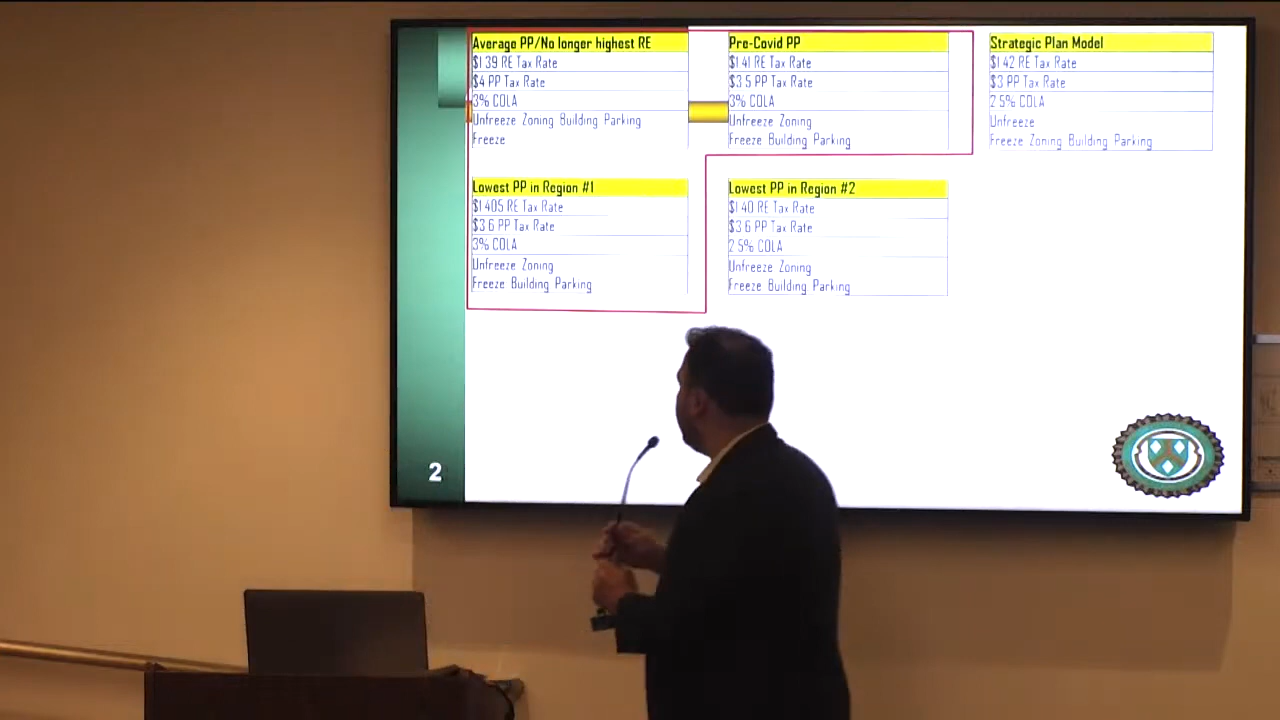 Average PP/No longer highest RE
$1.39 RE Tax Rate
$4 PP Tax Rate
3% COLA
Unfreeze Zoning Building Parking
Freeze
Pre-Covid PP
$1.41 RE Tax Rate
$3.5 PP Tax Rate
3% COLA
Unfreeze Zoning
Freeze Building Parking
Strategic Plan Model
$1.42 RE Tax Rate
$3 PP Tax Rate
2.5% COLA
Unfreeze
Freeze Zoning Building Parking
Lowest PP in Region #1
$1.405 RE Tax Rate
$3.6 PP Tax Rate
3% COLA
Unfreeze Zoning
Freeze Building Parking
Lowest PP in Region #2
$1.40 RE Tax Rate
$3.6 PP Tax Rate
2.5% COLA
Unfreeze Zoning
Freeze Building Parking
2